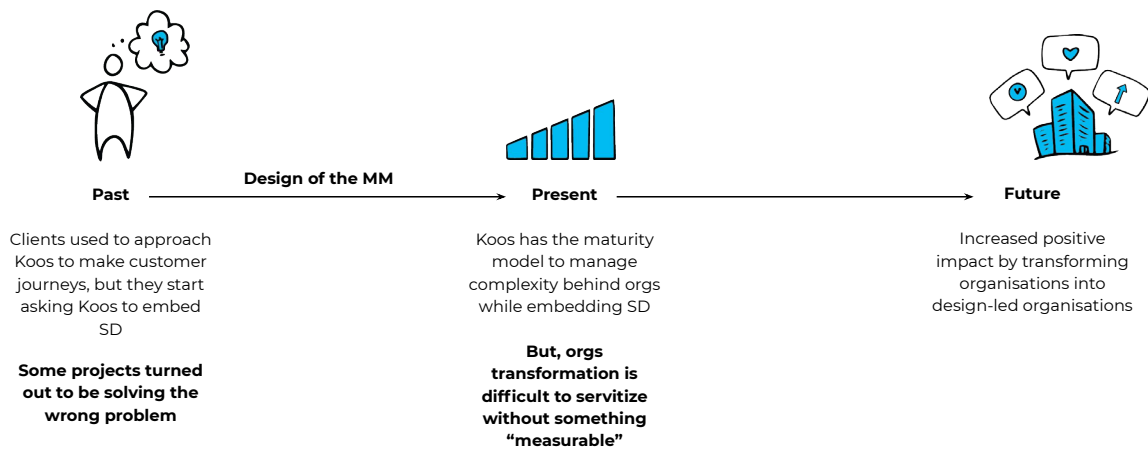 Design of the MM
Past
Present
Future
Clients used to approach
Koos to make customer
journeys, but they start
asking Koos to embed
SD
Some projects turned
out to be solving the
wrong problem
Koos has the maturity
model to manage
complexity behind orgs
while embedding SD
But, orgs
transformation is
difficult to servitize
without something
“measurable”
Increased positive
impact by transforming
organisations into
design-led organisations